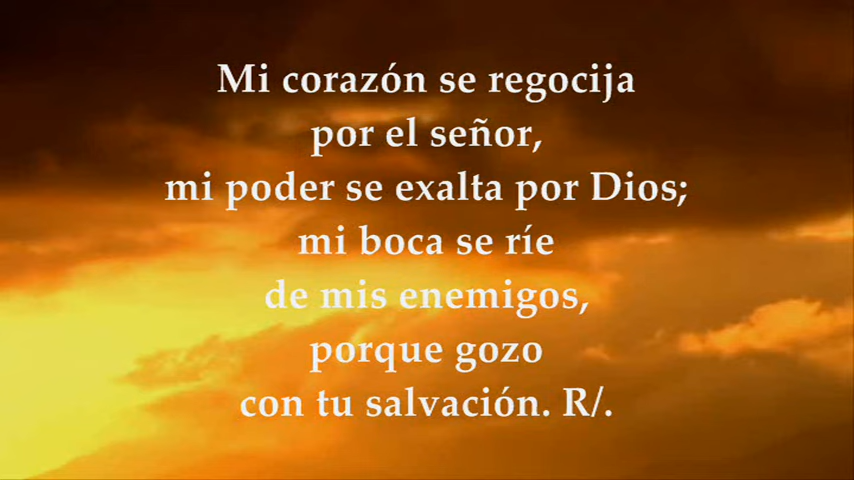 Mi corazón se regocija
por el señor,
mi poder se exalta por Dios;
mi boca se ríe
de mis enemigos,
porque gozo
con tu salvación. R/.